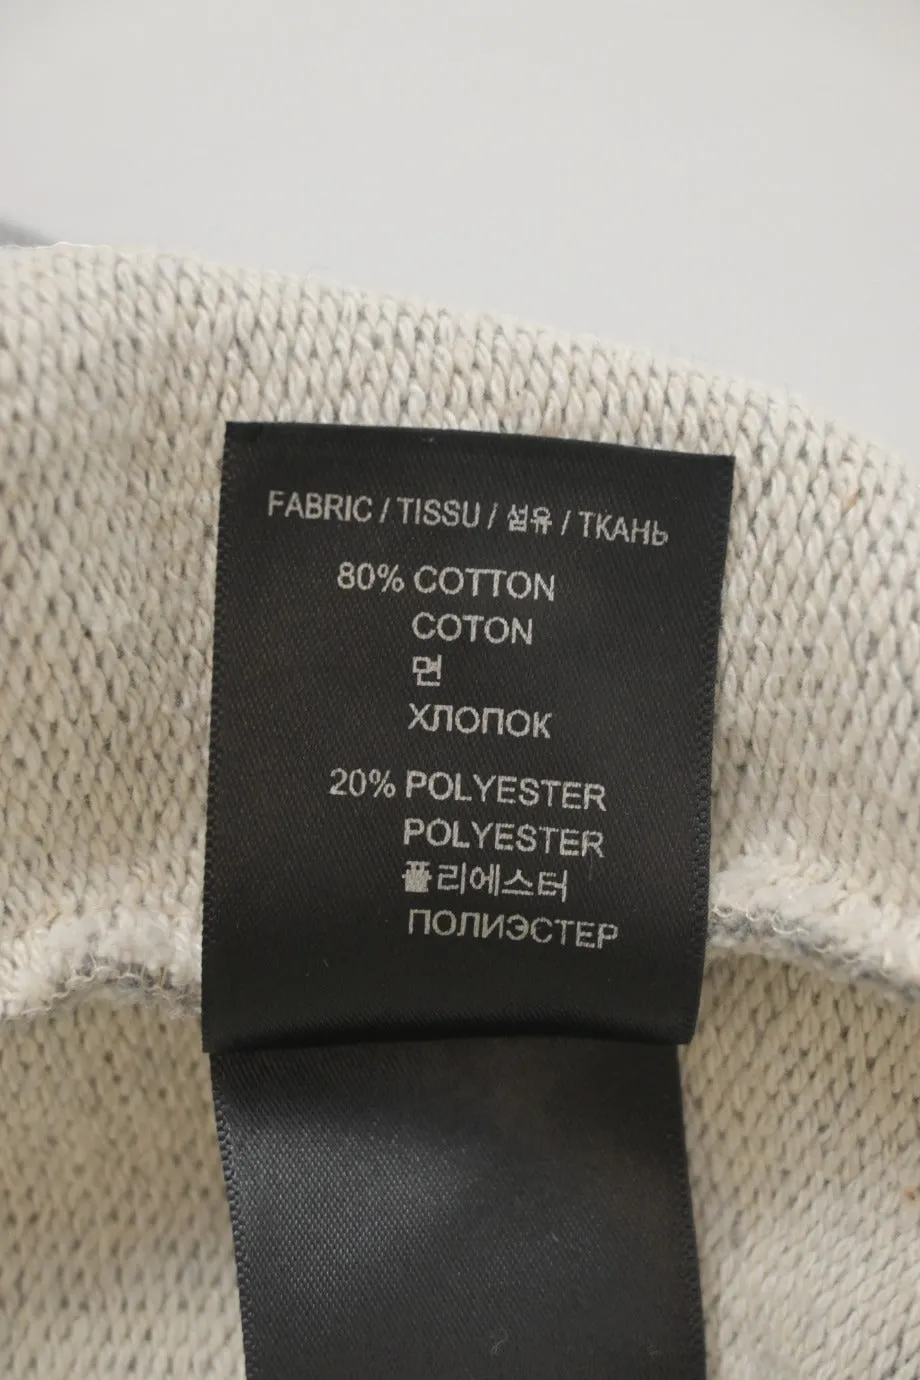 FABRIC / TISSU / 섬유 / ТКАНЬ
80% COTTON
COTON
면
ХЛОПОК
20% POLYESTER
POLYESTER
폴리에스터
ПОЛИЭСТЕР